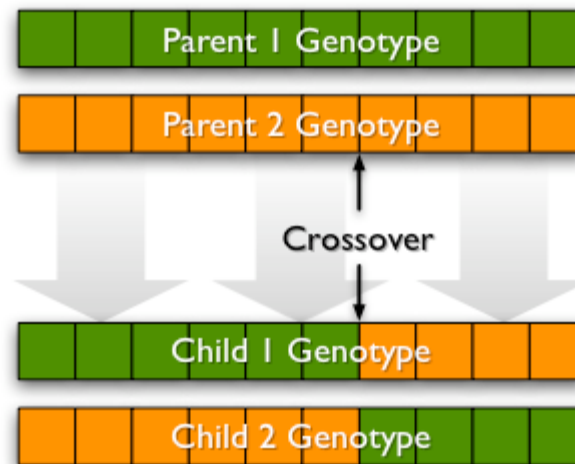 Parent 1 Genotype
Parent 2 Genotype
Crossover
Child 1 Genotype
Child 2 Genotype